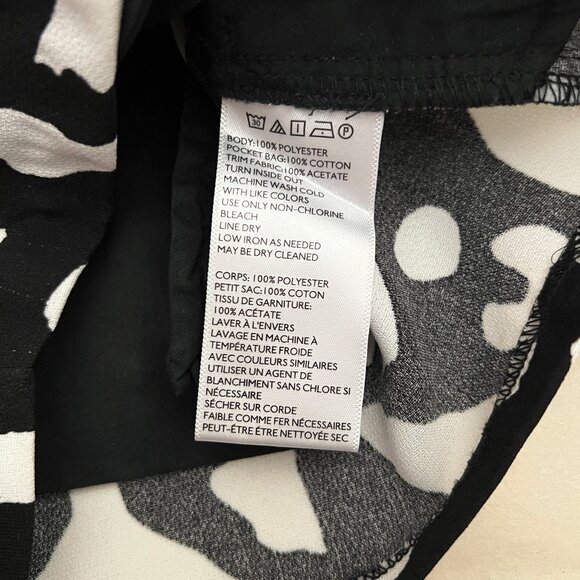 30 P
BODY:100% POLYESTER
POCKET BAG:100% COTTON
TRIM FABRIC:100% ACETATE
TURN INSIDE OUT
MACHINE WASH COLD
WITH LIKE COLORS
USE ONLY NON-CHLORINE
BLEACH
LINE DRY
LOW IRON AS NEEDED
MAY BE DRY CLEANED
CORPS: 100% POLYESTER
PETIT SAC:100% COTON
TISSU DE GARNITURE:
100% ACÉTATE
LAVER À L'ENVERS
LAVAGE EN MACHINE À
TEMPÉRATURE FROIDE
AVEC COULEURS SIMILAIRES
UTILISER UN AGENT DE
BLANCHIMENT SANS CHLORE SI
NÉCESSAIRE
SÉCHER SUR CORDE
FAIBLE COMME FER NÉCESSAIRES
PEUT-ÊTRE ÊTRE NETTOYÉE SEC